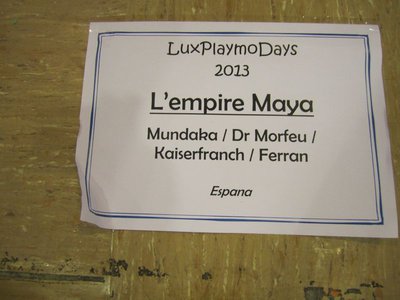 LuxPlaymoDays
2013
L'empire Maya
Mundaka / Dr Morfeu /
Kaiserfranch / Ferran
Espana